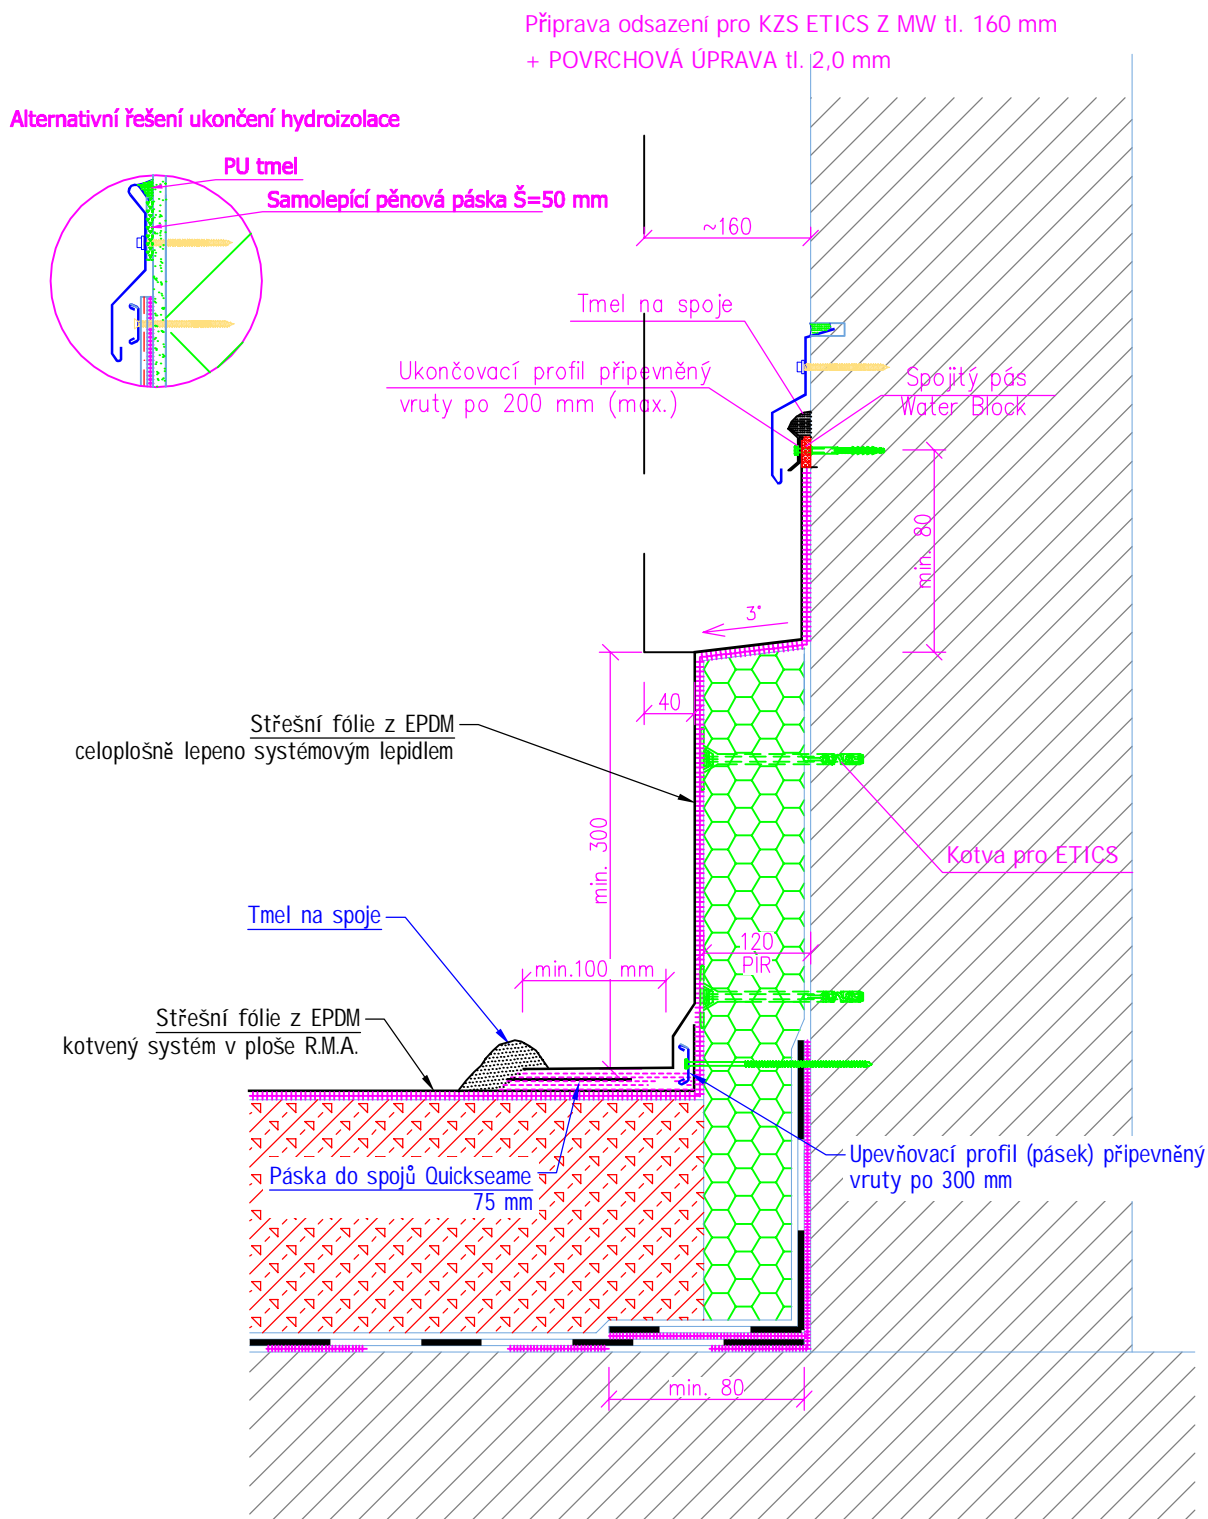 Příprava odsazení pro KZS ETICS Z MW tl. 160 mm
+ POVRCHOVÁ ÚPRAVA tl. 2,0 mm
Alternativní řešení ukončení hydroizolace
PU tmel
Samolepící pěnová páska Š=50 mm
~160
Tmel na spoje
Ukončovací profil připevněný
vruty po 200 mm (max.)
Spojitý pás
Water Block
min. 80
3°
40
Střešní fólie z EPDM
celoplošně lepeno systémovým lepidlem
min. 300
Kotva pro ETICS
Tmel na spoje
120
PIR
min.100 mm
Střešní fólie z EPDM
kotvený systém v ploše R.M.A.
Upevňovací profil (pásek) připevněný
vruty po 300 mm
Páska do spojů Quickseame
75 mm
min. 80